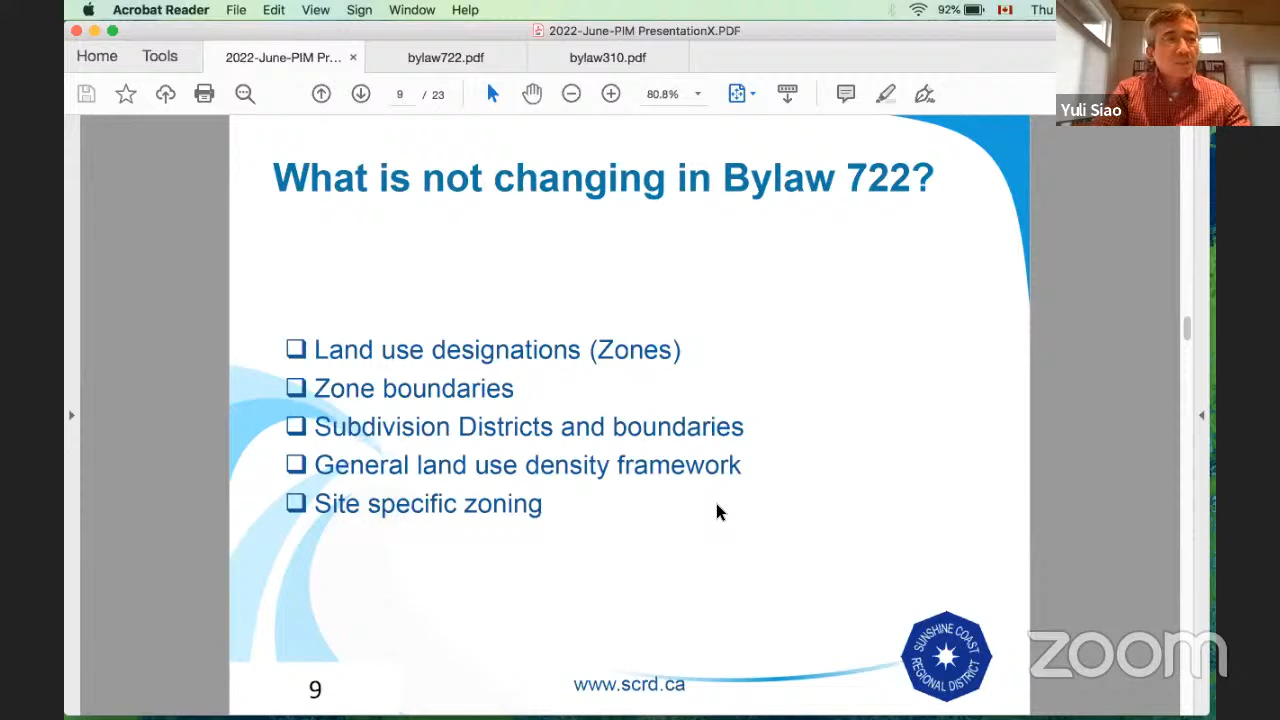 Acrobat Reader File Edit View Sign Window Help 92% Thu
2022-June-PIM PresentationX.PDF
Home Tools 2022-June-PIM Pr... × bylaw722.pdf bylaw310.pdf
9 / 23 80.8%
Yuli Siao
What is not changing in Bylaw 722?
Land use designations (Zones)
Zone boundaries
Subdivision Districts and boundaries
General land use density framework
Site specific zoning
SUNSHINE COAST
REGIONAL DISTRICT
zoom
www.scrd.ca
9